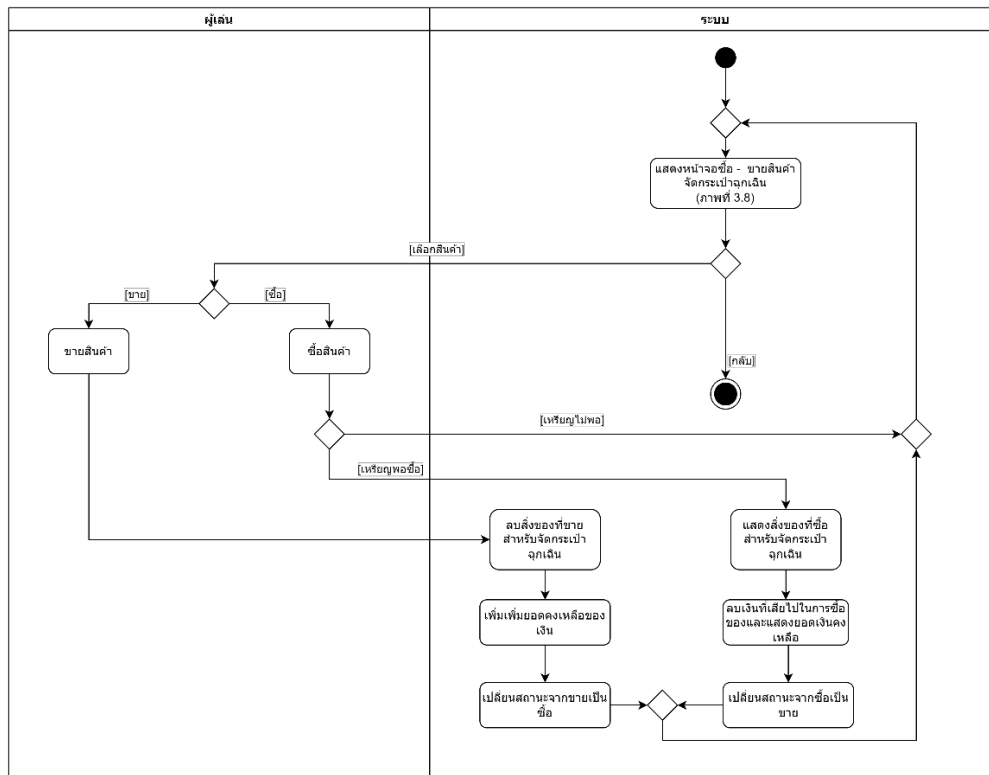 ผู้เล่น
ระบบ
แสดงหน้าจอซื้อ - ขายสินค้า
จัดกระเป๋าฉุกเฉิน
(ภาพที่ 3.8)
[เลือกสินค้า]
[ขาย]
[ซื้อ]
ขายสินค้า
ซื้อสินค้า
[กลับ]
[เหรียญไม่พอ]
[เหรียญพอซื้อ]
ลบสิ่งของที่ขาย
สำหรับจัดกระเป๋า
ฉุกเฉิน
แสดงสิ่งของที่ซื้อ
สำหรับจัดกระเป๋า
ฉุกเฉิน
เพิ่มเพิ่มยอดคงเหลือของ
เงิน
ลบเงินที่เสียไปในการซื้อ
ของและแสดงยอดเงินคง
เหลือ
เปลี่ยนสถานะจากขายเป็น
ซื้อ
เปลี่ยนสถานะจากซื้อเป็น
ขาย